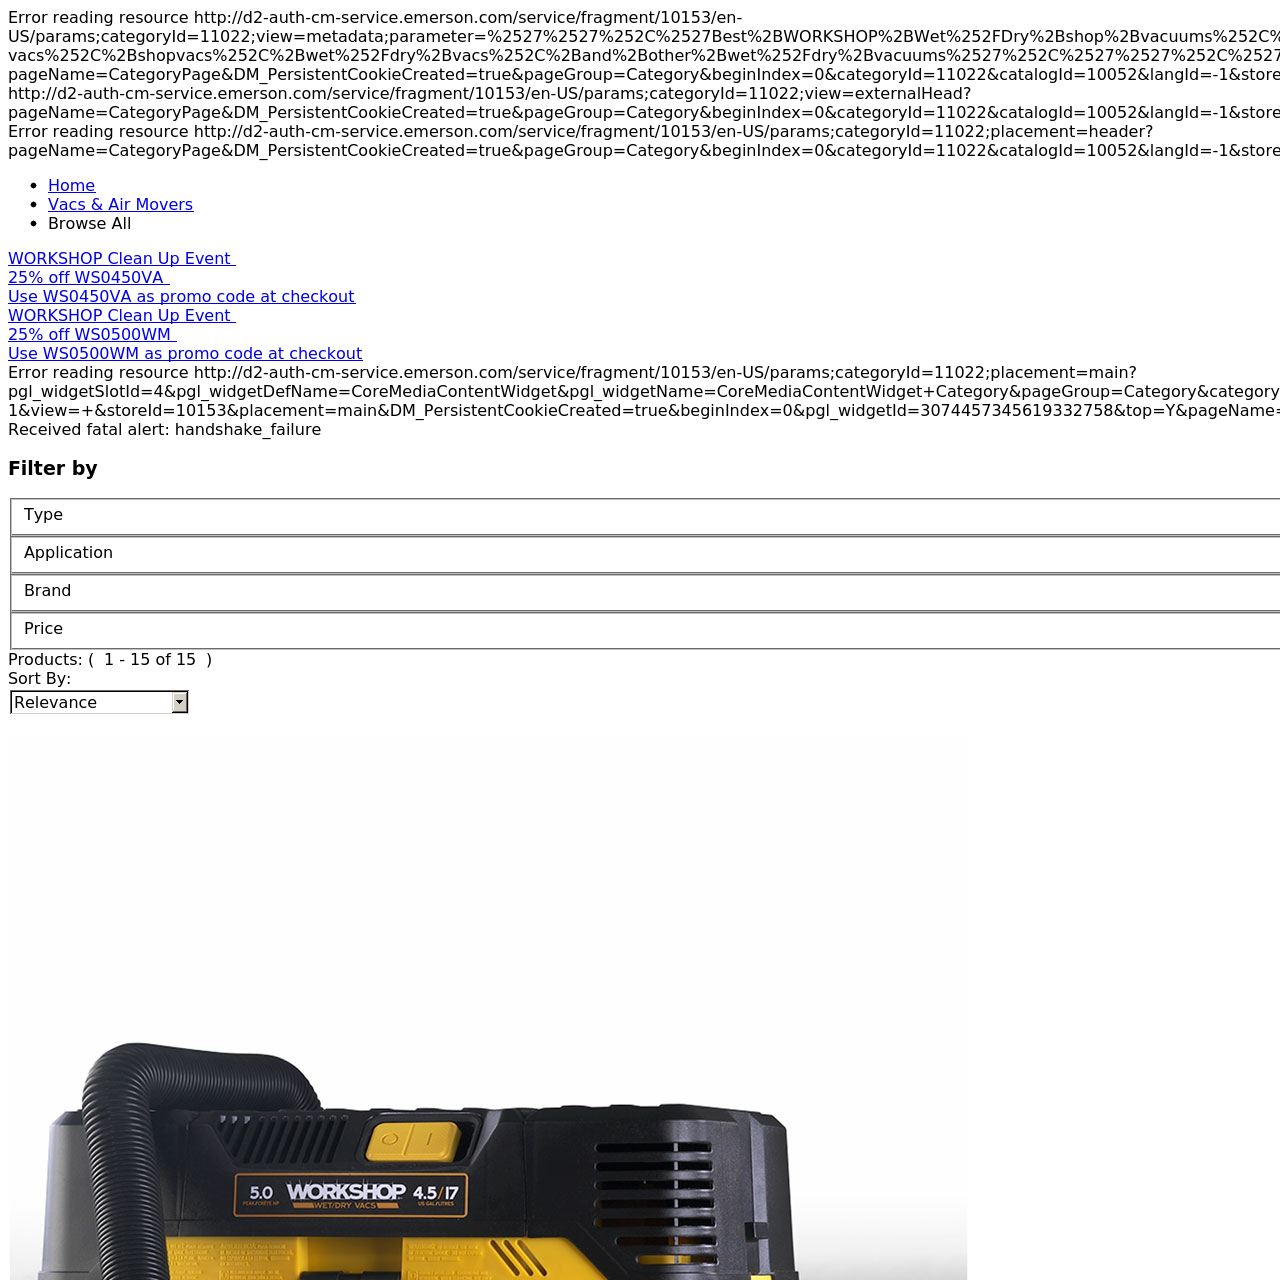 Error reading resource http://d2-auth-cm-service.emerson.com/service/fragment/10153/en-
US/params;categoryId=11022;view=metadata;parameter=%2527%2527%252C%2527Best%2BWORKSHOP%2BWet%252FDry%2Bshop%2Bvacuums%252C%
vacs%252C%2Bshopvacs%252C%2Bwet%252Fdry%2Bvacs%252C%2Band%2Bother%2Bwet%252Fdry%2Bvacuums%2527%252C%2527%2527%252C%2527
pageName=CategoryPage&DM_PersistentCookieCreated=true&pageGroup=Category&beginIndex=0&categoryId=11022&catalogId=10052&langId=-1&store
http://d2-auth-cm-service.emerson.com/service/fragment/10153/en-US/params;categoryId=11022;view=externalHead?
pageName=CategoryPage&DM_PersistentCookieCreated=true&pageGroup=Category&beginIndex=0&categoryId=11022&catalogId=10052&langId=-1&store
Error reading resource http://d2-auth-cm-service.emerson.com/service/fragment/10153/en-US/params;categoryId=11022;placement=header?
pageName=CategoryPage&DM_PersistentCookieCreated=true&pageGroup=Category&beginIndex=0&categoryId=11022&catalogId=10052&langId=-1&store
Home
Vacs & Air Movers
Browse All
WORKSHOP Clean Up Event
25% off WS0450VA
Use WS0450VA as promo code at checkout
WORKSHOP Clean Up Event
25% off WS0500WM
Use WS0500WM as promo code at checkout
Error reading resource http://d2-auth-cm-service.emerson.com/service/fragment/10153/en-US/params;categoryId=11022;placement=main?
pgl_widgetSlotId=4&pgl_widgetDefName=CoreMediaContentWidget&pgl_widgetName=CoreMediaContentWidget+Category&pageGroup=Category&category
1&view=+&storeId=10153&placement=main&DM_PersistentCookieCreated=true&beginIndex=0&pgl_widgetId=3074457345619332758&top=Y&pageName=
Received fatal alert: handshake_failure
Filter by
Type
Application
Brand
Price
Products: ( 1 - 15 of 15 )
Sort By:
Relevance
5.0 WORKSHOP 4.5/17
PEAK/CRÊTE HP WET/DRY VACS US GAL/LITRES